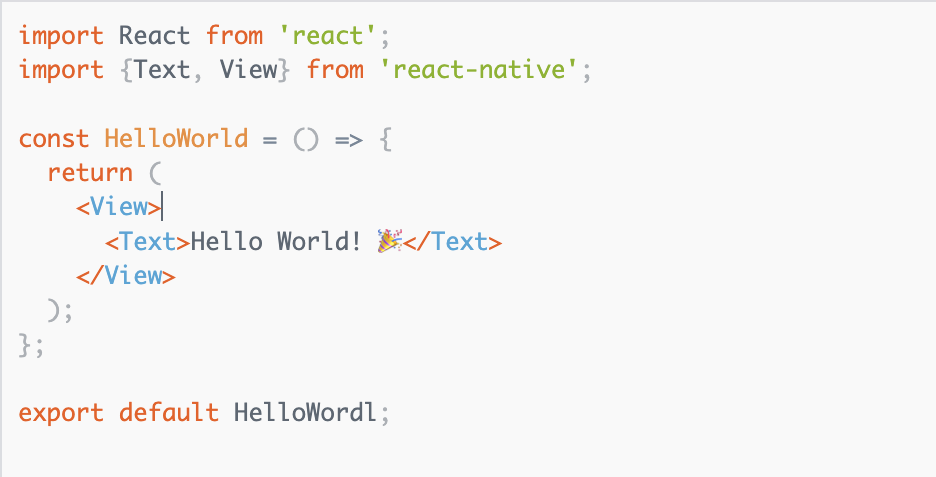 import React from 'react';
import {Text, View} from 'react-native';

const HelloWorld = () => {
  return (
    <View>
      <Text>Hello World! 🎉</Text>
    </View>
  );
};

export default HelloWordl;